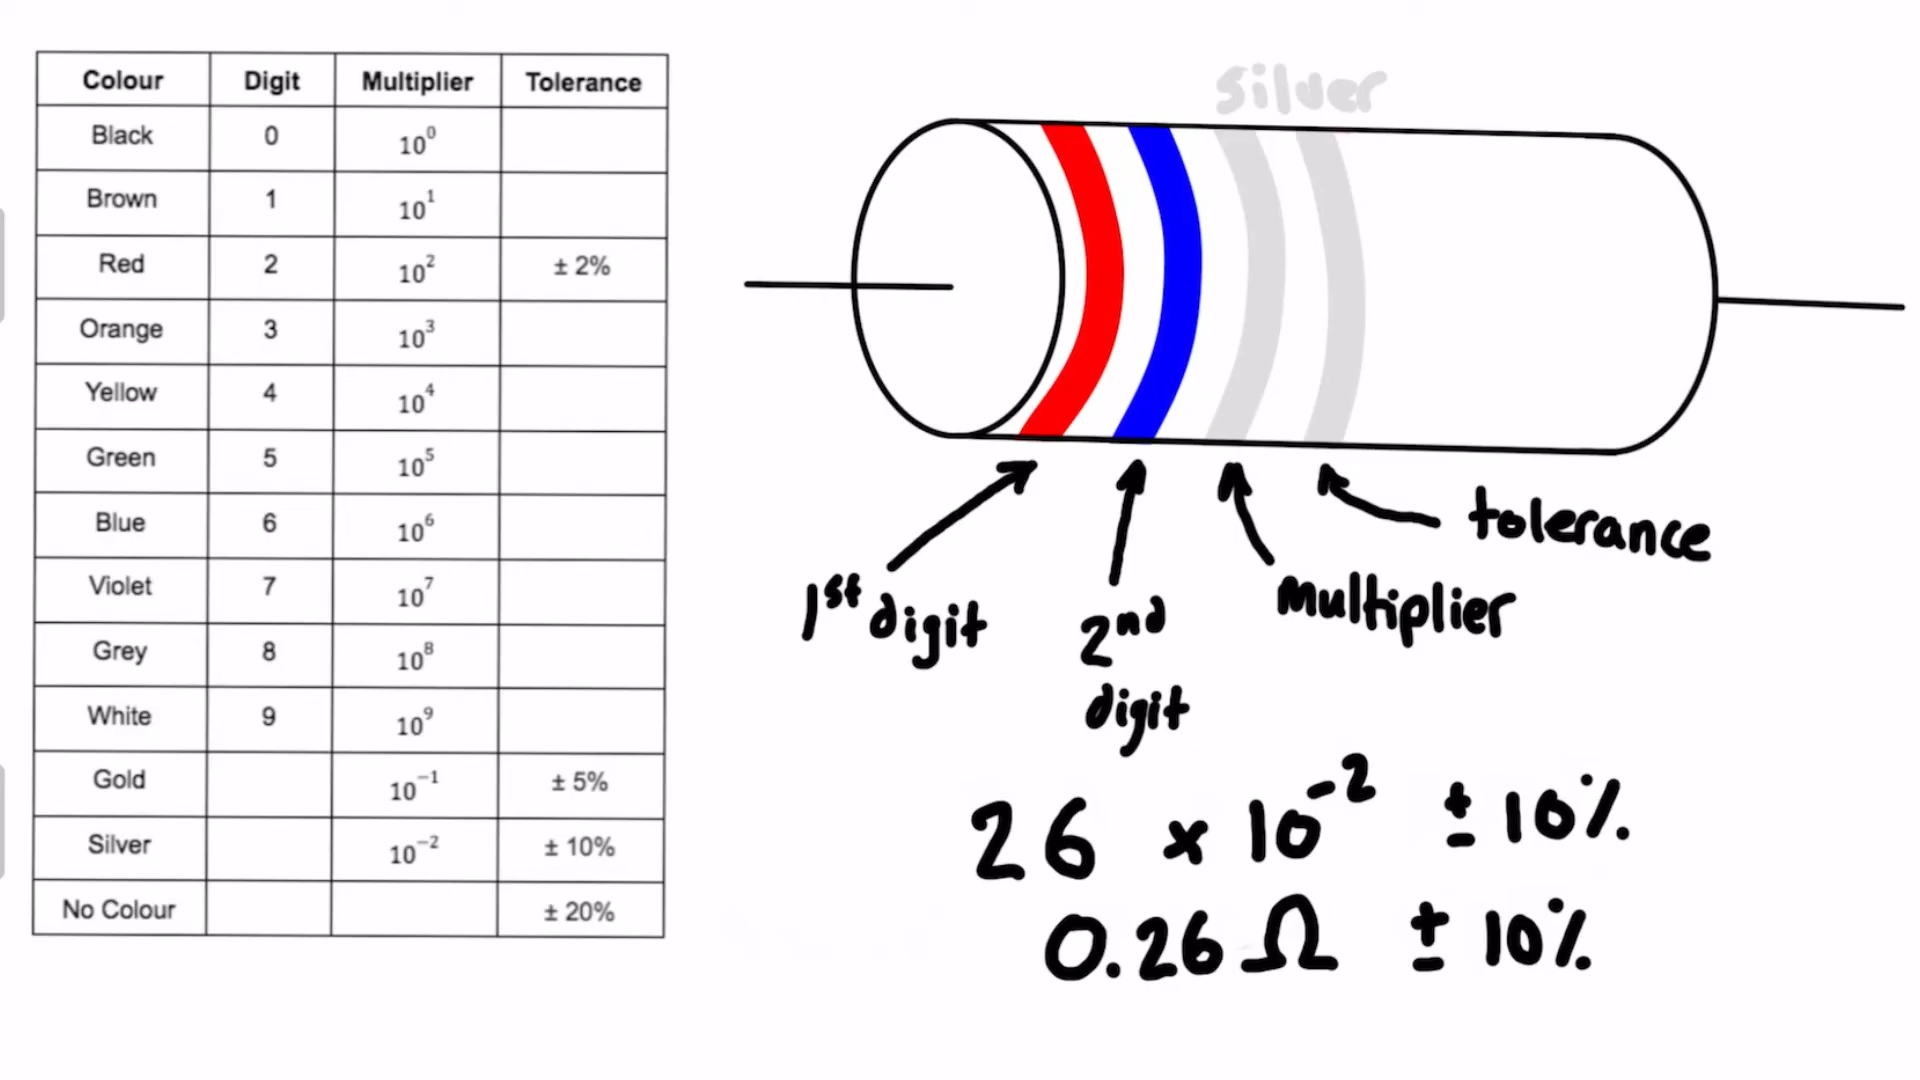 Colour Digit Multiplier Tolerance
Black 0 10⁰
Brown 1 10¹
Red 2 10² ± 2%
Orange 3 10³
Yellow 4 10⁴
Green 5 10⁵
Blue 6 10⁶
Violet 7 10⁷
Grey 8 10⁸
White 9 10⁹
Gold 10⁻¹ ± 5%
Silver 10⁻² ± 10%
No Colour ± 20%
silver
tolerance
1st digit
2nd
digit
multiplier
26 × 10⁻² ± 10%
0.26 Ω ± 10%